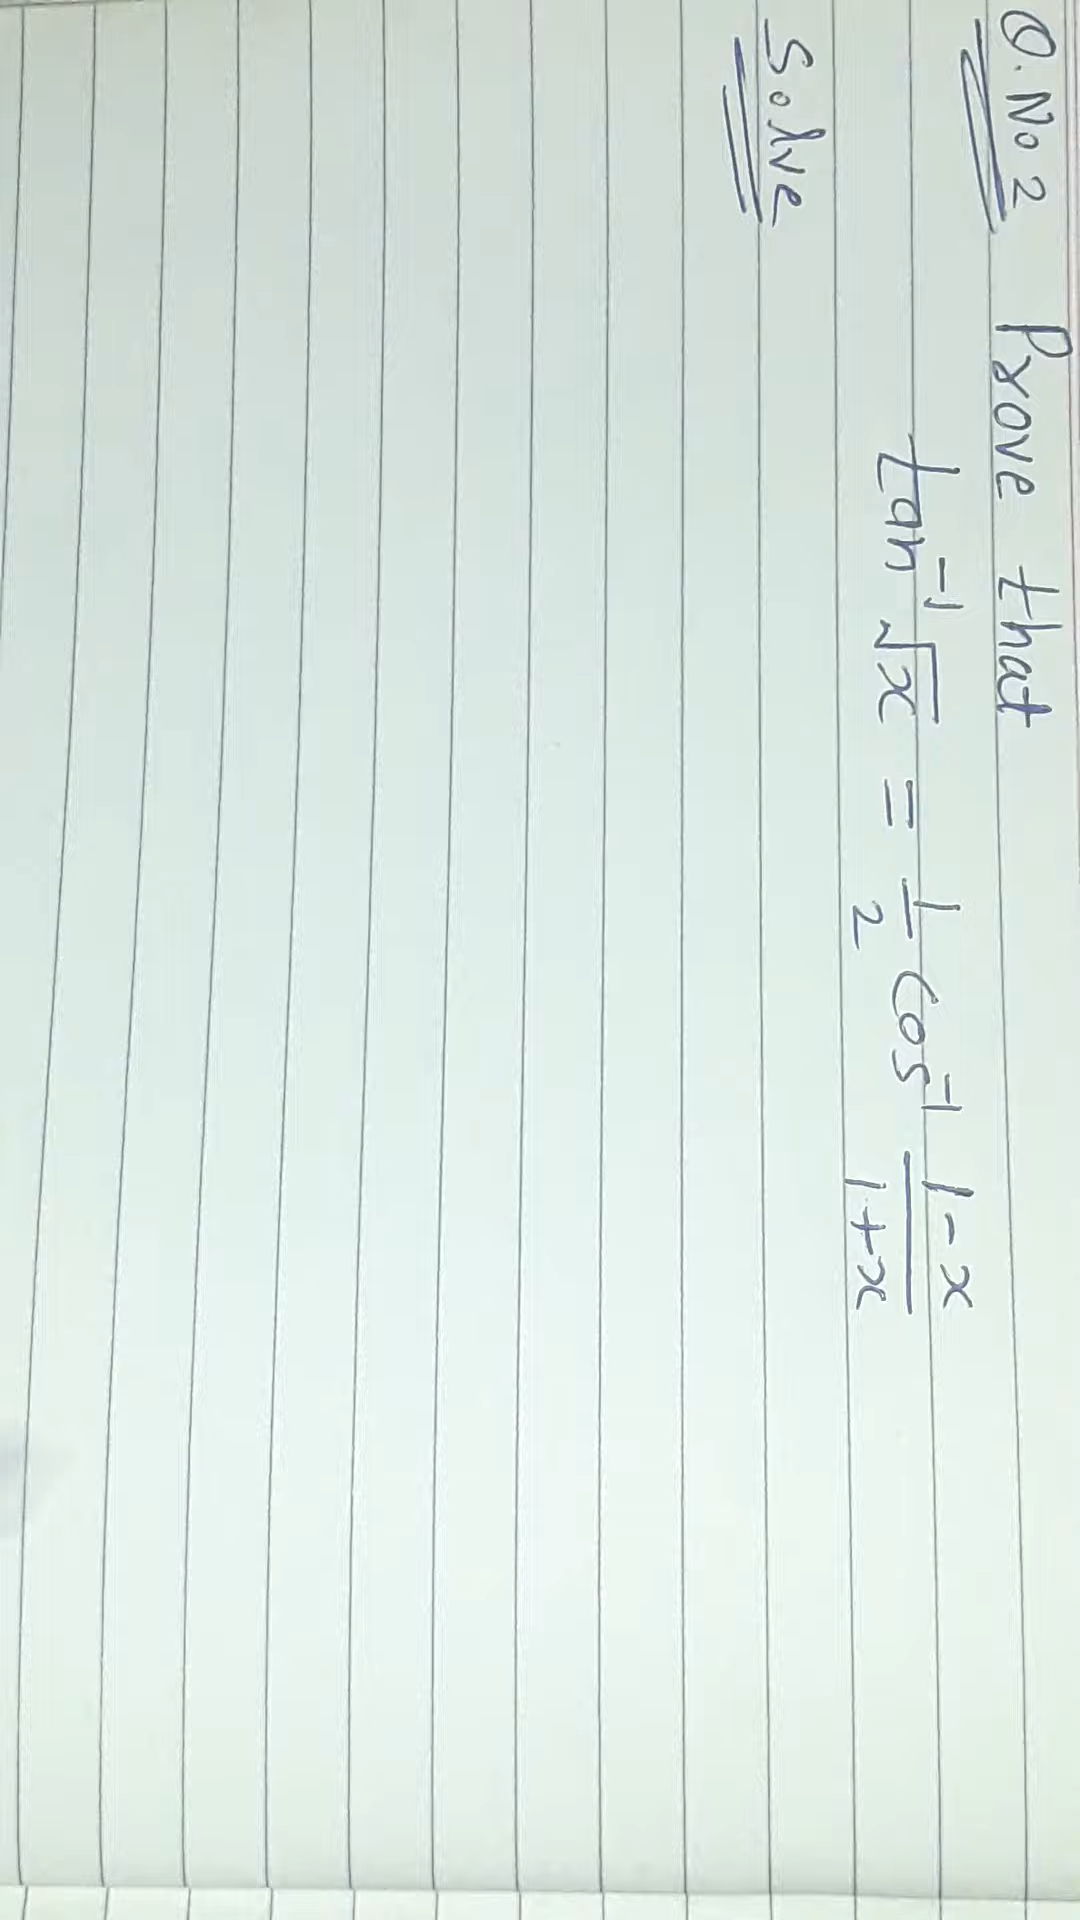 Q. No 2 Prove that
tan⁻¹ √x = 1/2 cos⁻¹ 1-x/1+x
Solve